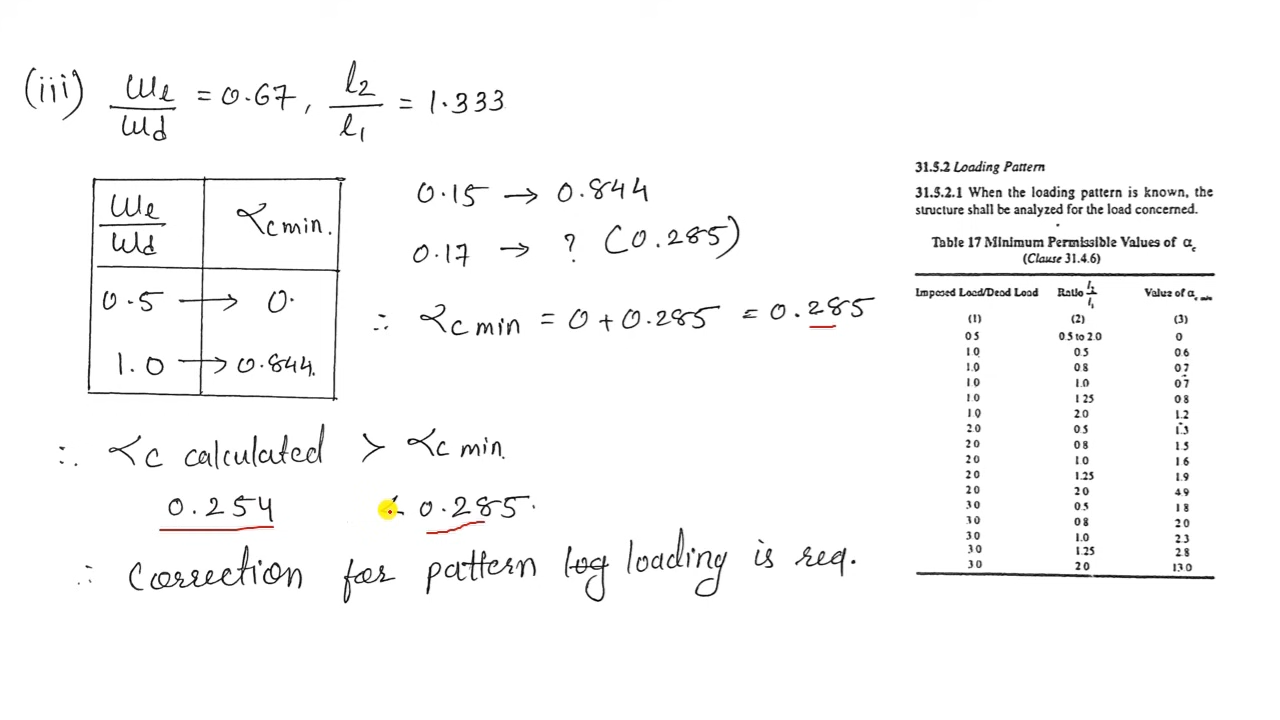 (iii) wl/wd = 0.67, l2/l1 = 1.333
wl/wd αc min.
0.5 → 0.
1.0 → 0.844.
0.15 → 0.844
0.17 → ? (0.285)
∴ αc min = 0 + 0.285 = 0.285
∴ αc calculated > αc min.
0.254 < 0.285.
∴ correction for pattern log loading is req.
31.5.2 Loading Pattern
31.5.2.1 When the loading pattern is known, the
structure shall be analyzed for the load concerned.
Table 17 Minimum Permissible Values of αc
(Clause 31.4.6)
Imposed Load/Dead Load Ratio l2/l1 Value of αc min
(1) (2) (3)
0 5 0.5 to 2.0 0
1 0 0 5 0 6
1.0 0 8 0 7
1 0 1.0 0 7
1 0 1 25 0 8
1 0 2 0 1.2
2 0 0 5 1.3
2 0 0 8 1 5
2 0 1 0 1 6
2 0 1.25 1 9
2 0 2 0 4 9
3 0 0 5 1 8
3 0 0 8 2 0
3 0 1.0 2 3
3 0 1.25 2 8
3 0 2 0 13 0